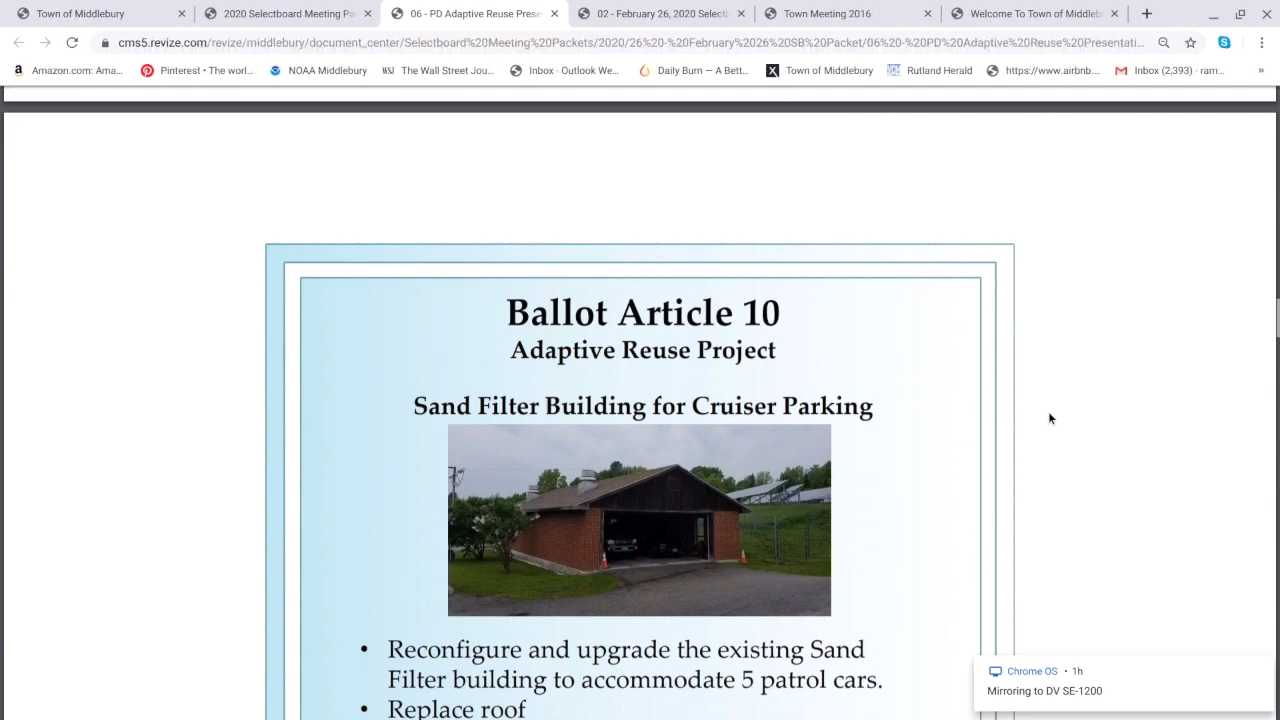 Town of Middlebury
2020 Selectboard Meeting Pa
06 - PD Adaptive Reuse Prese
02 - February 26, 2020 Select
Town Meeting 2016
Welcome To Town of Middleb
cms5.revize.com/revize/middlebury/document_center/Selectboard%20Meeting%20Packets/2020/26%20-%20February%2026%20SB%20Packet/06%20-%20PD%20Adaptive%20Reuse%20Presentati...
Amazon.com: Ama...
Pinterest • The worl...
NOAA Middlebury
WSJ The Wall Street Jou...
Inbox · Outlook We...
Daily Burn — A Bett...
X Town of Middlebury
Rutland Herald
https://www.airbnb....
Inbox (2,393) · ram...
»
Ballot Article 10
Adaptive Reuse Project
Sand Filter Building for Cruiser Parking
• Reconfigure and upgrade the existing Sand
Filter building to accommodate 5 patrol cars.
• Replace roof
Chrome OS • 1h
Mirroring to DV SE-1200